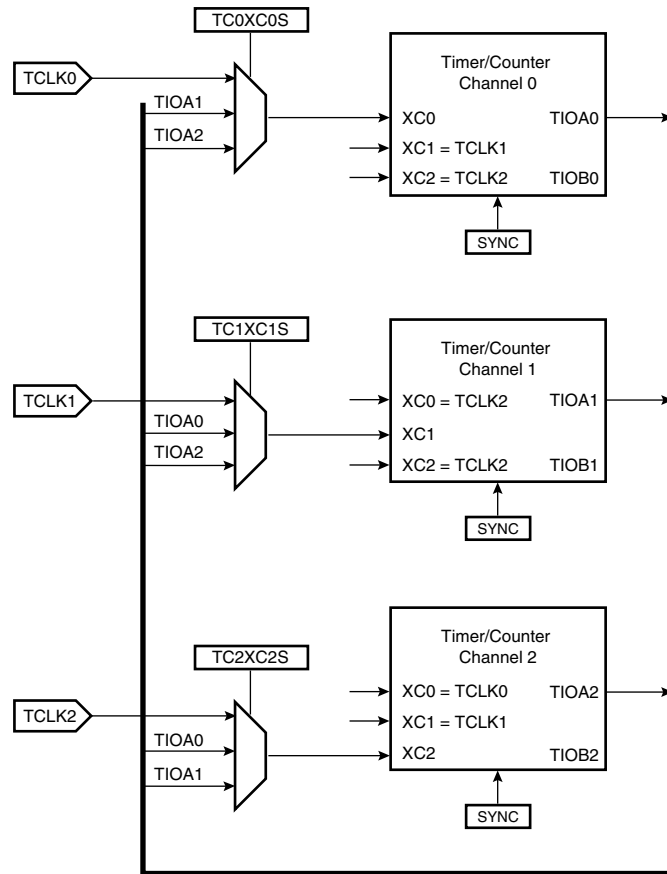 TC0XC0S
TCLK0
TIOA1
TIOA2
Timer/Counter
Channel 0
XC0
TIOA0
XC1 = TCLK1
XC2 = TCLK2
TIOB0
SYNC
TC1XC1S
TCLK1
TIOA0
TIOA2
Timer/Counter
Channel 1
XC0 = TCLK2
TIOA1
XC1
XC2 = TCLK2
TIOB1
SYNC
TC2XC2S
TCLK2
TIOA0
TIOA1
Timer/Counter
Channel 2
XC0 = TCLK0
TIOA2
XC1 = TCLK1
XC2
TIOB2
SYNC